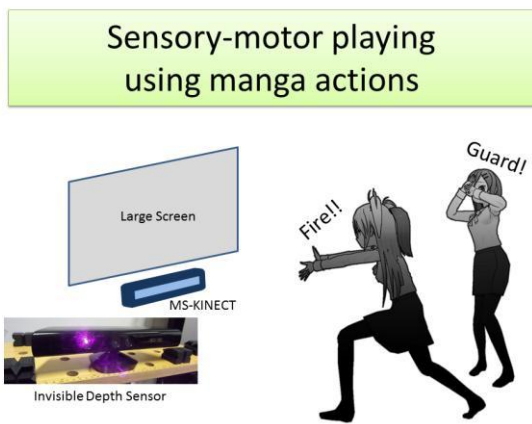 Sensory-motor playing
using manga actions
Guard!
Fire!!
Large Screen
MS-KINECT
Invisible Depth Sensor